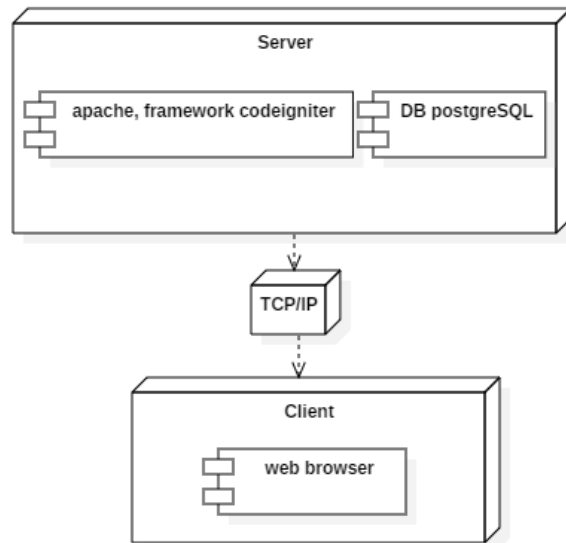 Server
apache, framework codeigniter
DB postgreSQL
TCP/IP
Client
web browser